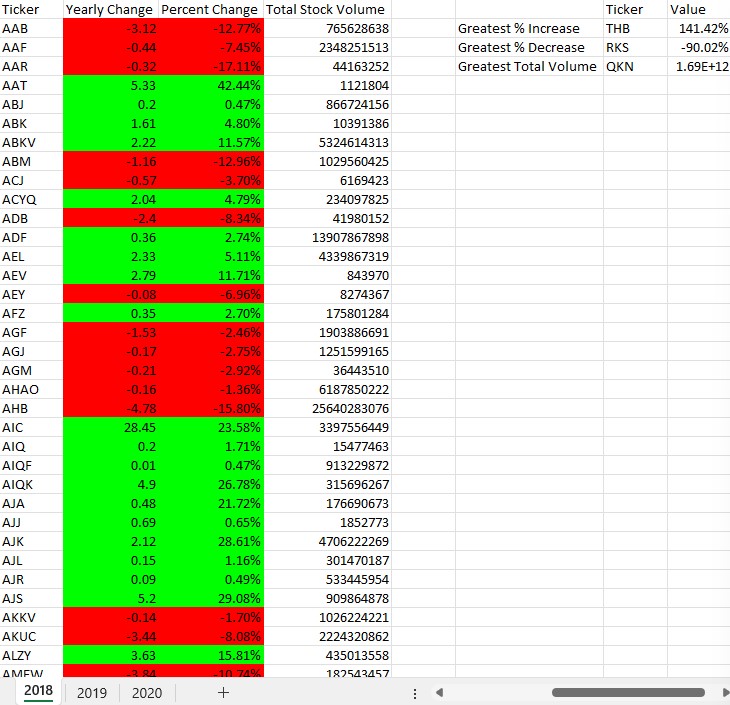 Ticker Yearly Change Percent Change Total Stock Volume Ticker Value
AAB -3.12 -12.77% 765628638 Greatest % Increase THB 141.42%
AAF -0.44 -7.45% 2348251513 Greatest % Decrease RKS -90.02%
AAR -0.32 -17.11% 44163252 Greatest Total Volume QKN 1.69E+12
AAT 5.33 42.44% 1121804
ABJ 0.2 0.47% 866724156
ABK 1.61 4.80% 10391386
ABKV 2.22 11.57% 5324614313
ABM -1.16 -12.96% 1029560425
ACJ -0.57 -3.70% 6169423
ACYQ 2.04 4.79% 234097825
ADB -2.4 -8.34% 41980152
ADF 0.36 2.74% 13907867898
AEL 2.33 5.11% 4339867319
AEV 2.79 11.71% 843970
AEY -0.08 -6.96% 8274367
AFZ 0.35 2.70% 175801284
AGF -1.53 -2.46% 1903886691
AGJ -0.17 -2.75% 1251599165
AGM -0.21 -2.92% 36443510
AHAO -0.16 -1.36% 6187850222
AHB -4.78 -15.80% 25640283076
AIC 28.45 23.58% 3397556449
AIQ 0.2 1.71% 15477463
AIQF 0.01 0.47% 913229872
AIQK 4.9 26.78% 315696267
AJA 0.48 21.72% 176690673
AJJ 0.69 0.65% 1852773
AJK 2.12 28.61% 4706222269
AJL 0.15 1.16% 301470187
AJR 0.09 0.49% 533445954
AJS 5.2 29.08% 909864878
AKKV -0.14 -1.70% 1026224221
AKUC -3.44 -8.08% 2224320862
ALZY 3.63 15.81% 435013558
AMEW -3.84 -10.74% 182543457
2018 2019 2020 +